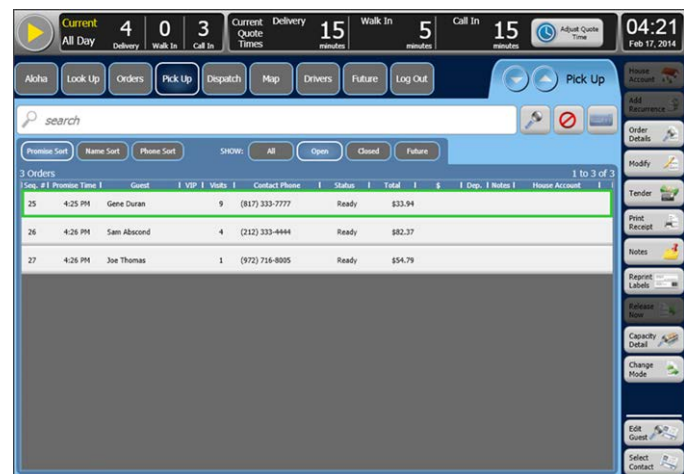 Current All Day 4 Delivery 0 Walk In 3 Call In Current Quote Times Delivery 15 minutes Walk In 5 minutes Call In 15 minutes Adjust Quote Time 04:21 Feb 17, 2014
Aloha Look Up Orders Pick Up Dispatch Map Drivers Future Log Out Pick Up
search
Promise Sort Name Sort Phone Sort SHOW: All Open Closed Future
3 Orders 1 to 3 of 3
Seq. # Promise Time Guest VIP Visits Contact Phone Status Total $ Dep. Notes House Account
25 4:25 PM Gene Duran 9 (817) 333-7777 Ready $33.94
26 4:26 PM Sam Abscond 4 (212) 333-4444 Ready $82.37
27 4:26 PM Joe Thomas 1 (972) 716-8005 Ready $54.79
House Account
Add Recurrence
Order Details
Modify
Tender
Print Receipt
Notes
Reprint Labels
Release Now
Capacity Detail
Change Mode
Edit Guest
Select Contact